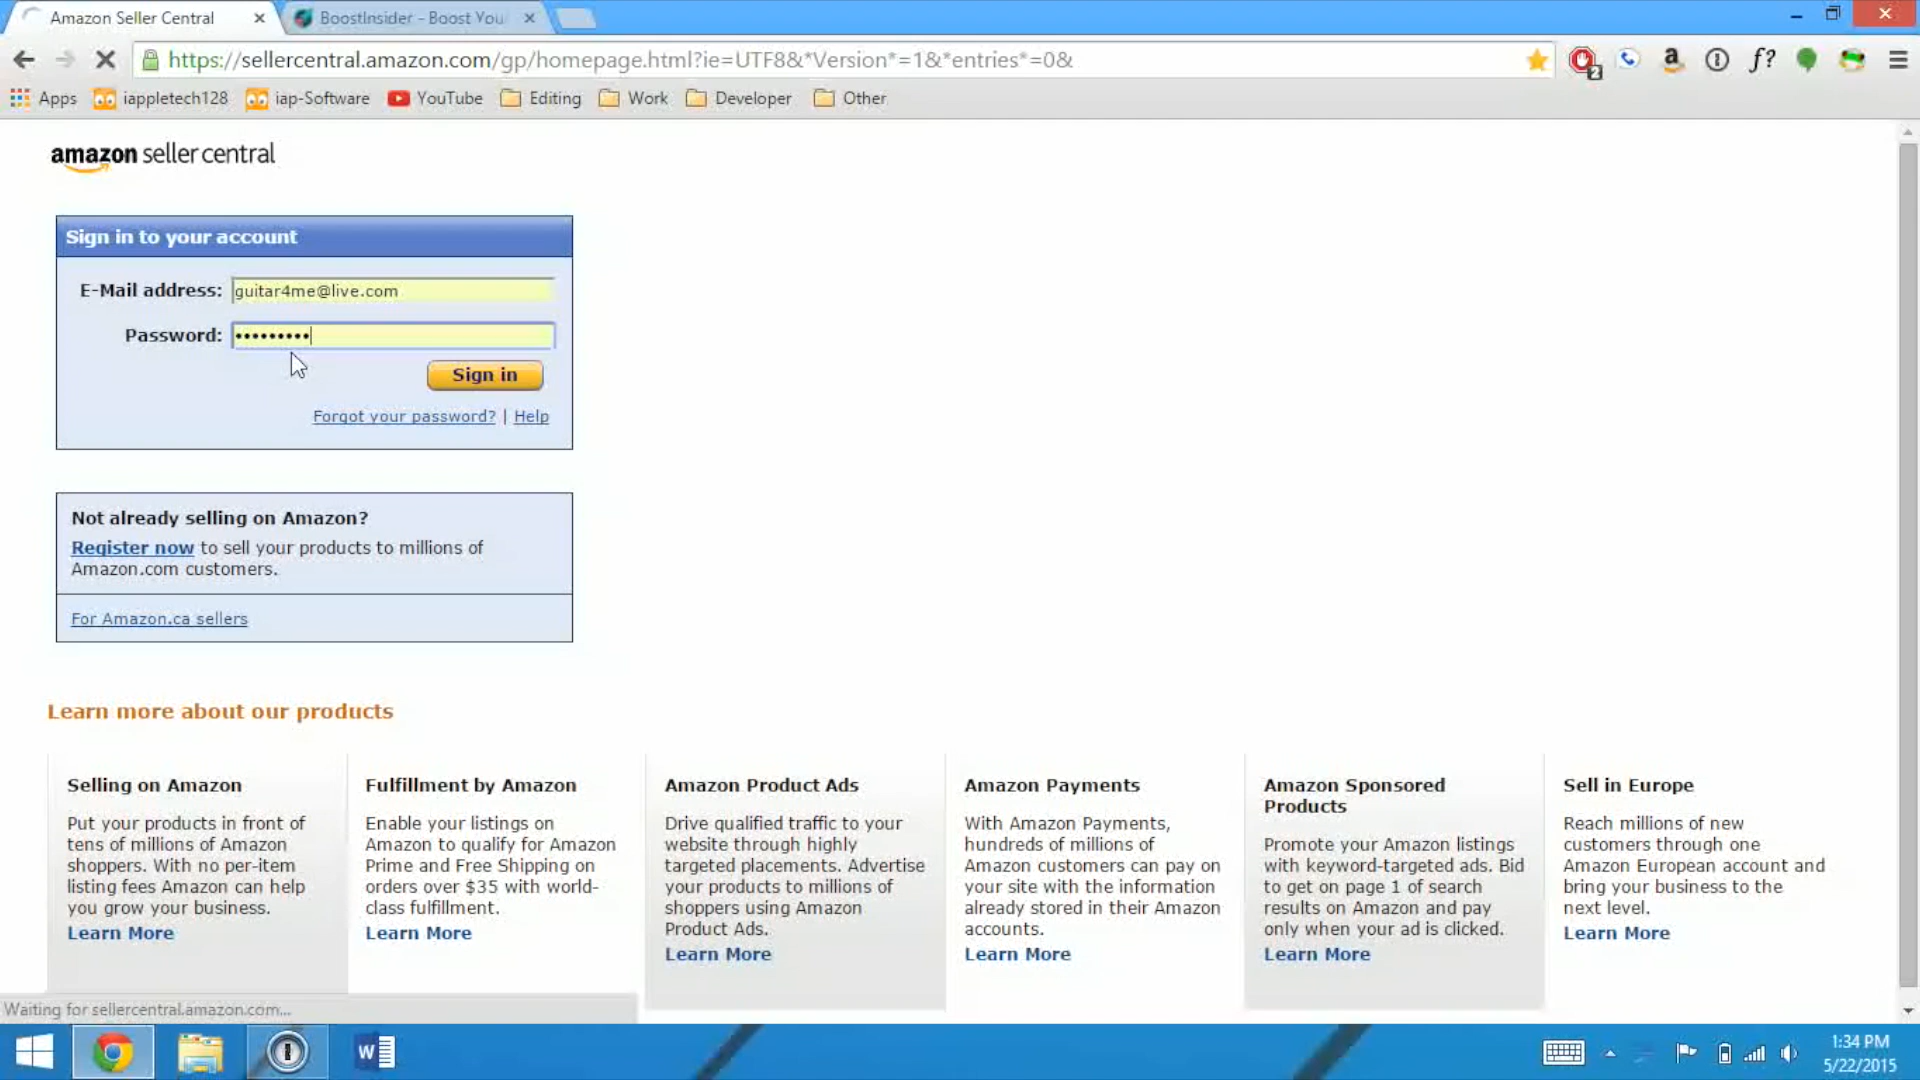 Amazon Seller Central
BoostInsider - Boost You
https://sellercentral.amazon.com/gp/homepage.html?ie=UTF8&*Version*=1&*entries*=0&
2
Apps
iappletech128
iap-Software
YouTube
Editing
Work
Developer
Other
amazon seller central
Sign in to your account
E-Mail address: guitar4me@live.com
Password: •••••••••
Sign in
Forgot your password? | Help
Not already selling on Amazon?
Register now to sell your products to millions of
Amazon.com customers.
For Amazon.ca sellers
Learn more about our products
Selling on Amazon
Put your products in front of
tens of millions of Amazon
shoppers. With no per-item
listing fees Amazon can help
you grow your business.
Learn More
Fulfillment by Amazon
Enable your listings on
Amazon to qualify for Amazon
Prime and Free Shipping on
orders over $35 with world-
class fulfillment.
Learn More
Amazon Product Ads
Drive qualified traffic to your
website through highly
targeted placements. Advertise
your products to millions of
shoppers using Amazon
Product Ads.
Learn More
Amazon Payments
With Amazon Payments,
hundreds of millions of
Amazon customers can pay on
your site with the information
already stored in their Amazon
accounts.
Learn More
Amazon Sponsored
Products
Promote your Amazon listings
with keyword-targeted ads. Bid
to get on page 1 of search
results on Amazon and pay
only when your ad is clicked.
Learn More
Sell in Europe
Reach millions of new
customers through one
Amazon European account and
bring your business to the
next level.
Learn More
Waiting for sellercentral.amazon.com...
1:34 PM
5/22/2015